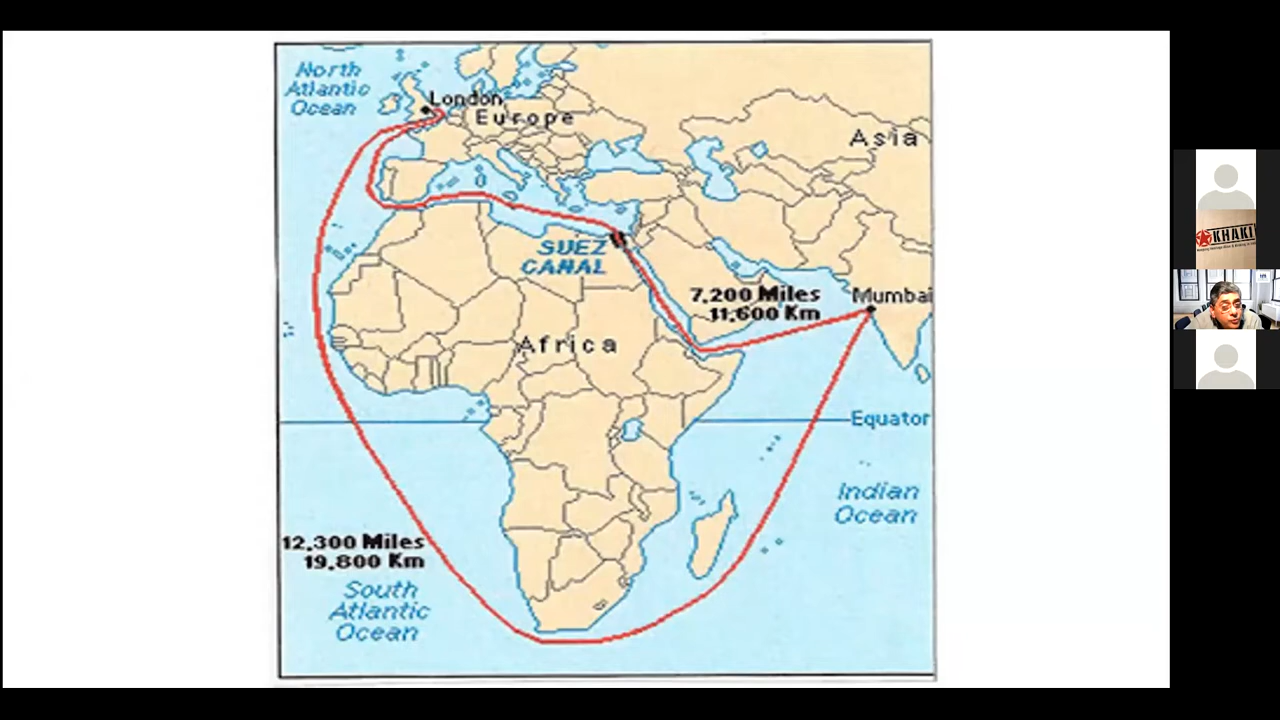 North
Atlantic
Ocean
London
Europe
Asia
SUEZ
CANAL
7,200 Miles
11,600 Km
Mumbai
Africa
Equator
Indian
Ocean
12,300 Miles
19,800 Km
South
Atlantic
Ocean
KHAKI